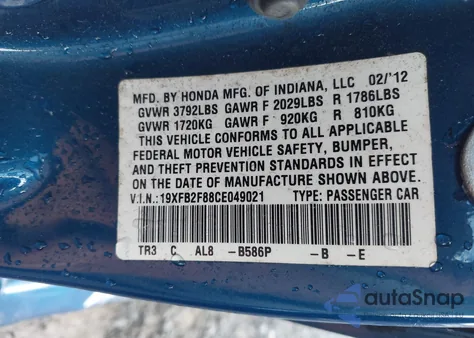 MFD. BY HONDA MFG. OF INDIANA, LLC 02/'12
GVWR 3792LBS GAWR F 2029LBS R 1786LBS
GVWR 1720KG GAWR F 920KG R 810KG
THIS VEHICLE CONFORMS TO ALL APPLICABLE
FEDERAL MOTOR VEHICLE SAFETY, BUMPER,
AND THEFT PREVENTION STANDARDS IN EFFECT
ON THE DATE OF MANUFACTURE SHOWN ABOVE.
V.I.N.: 19XFB2F88CE049021 TYPE: PASSENGER CAR
TR3 C AL8 -B586P -B -E
autoSnap